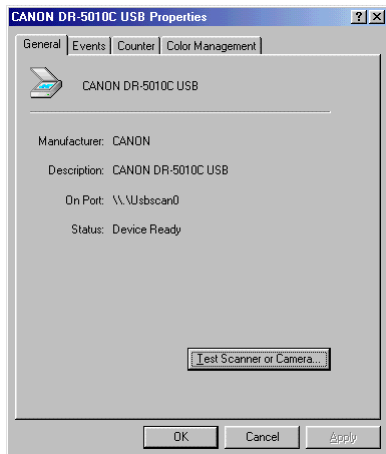 CANON DR-5010C USB Properties
General Events Counter Color Management
CANON DR-5010C USB
Manufacturer: CANON
Description: CANON DR-5010C USB
On Port: \\.\Usbscan0
Status: Device Ready
Test Scanner or Camera...
OK Cancel Apply